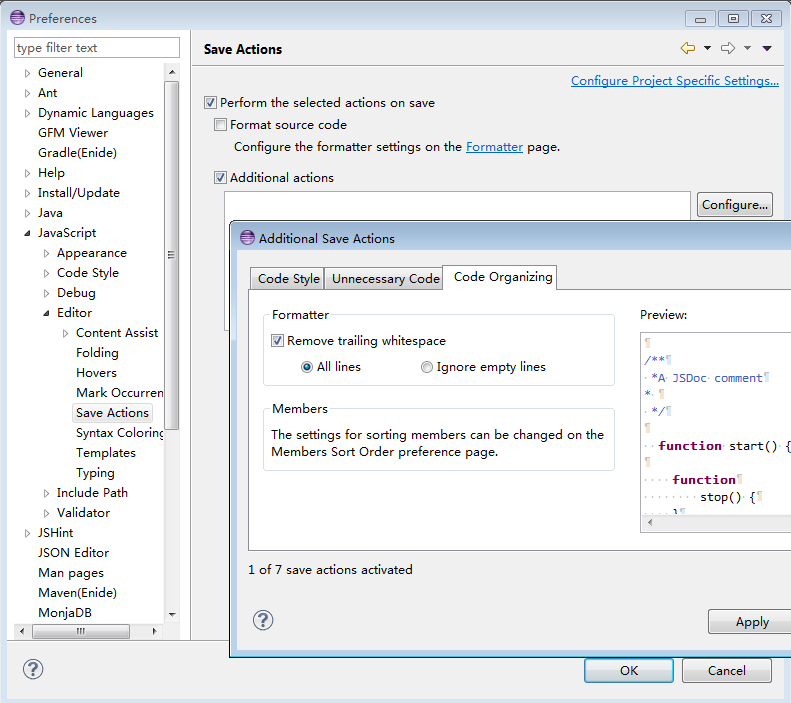 Preferences
type filter text
General
Ant
Dynamic Languages
GFM Viewer
Gradle(Enide)
Help
Install/Update
Java
JavaScript
Appearance
Code Style
Debug
Editor
Content Assist
Folding
Hovers
Mark Occurren
Save Actions
Syntax Coloring
Templates
Typing
Include Path
Validator
JSHint
JSON Editor
Man pages
Maven(Enide)
MonjaDB
Save Actions
Configure Project Specific Settings...
Perform the selected actions on save
Format source code
Configure the formatter settings on the Formatter page.
Additional actions
Configure...
Additional Save Actions
Code Style
Unnecessary Code
Code Organizing
Formatter
Remove trailing whitespace
All lines
Ignore empty lines
Members
The settings for sorting members can be changed on the
Members Sort Order preference page.
Preview:
¶
/**¶
·*A·JSDoc·comment¶
*·¶
·*/¶
¶
··function·start()·{
¶
····function¶
········stop()·{¶
····}¶
1 of 7 save actions activated
?
Apply
?
OK
Cancel